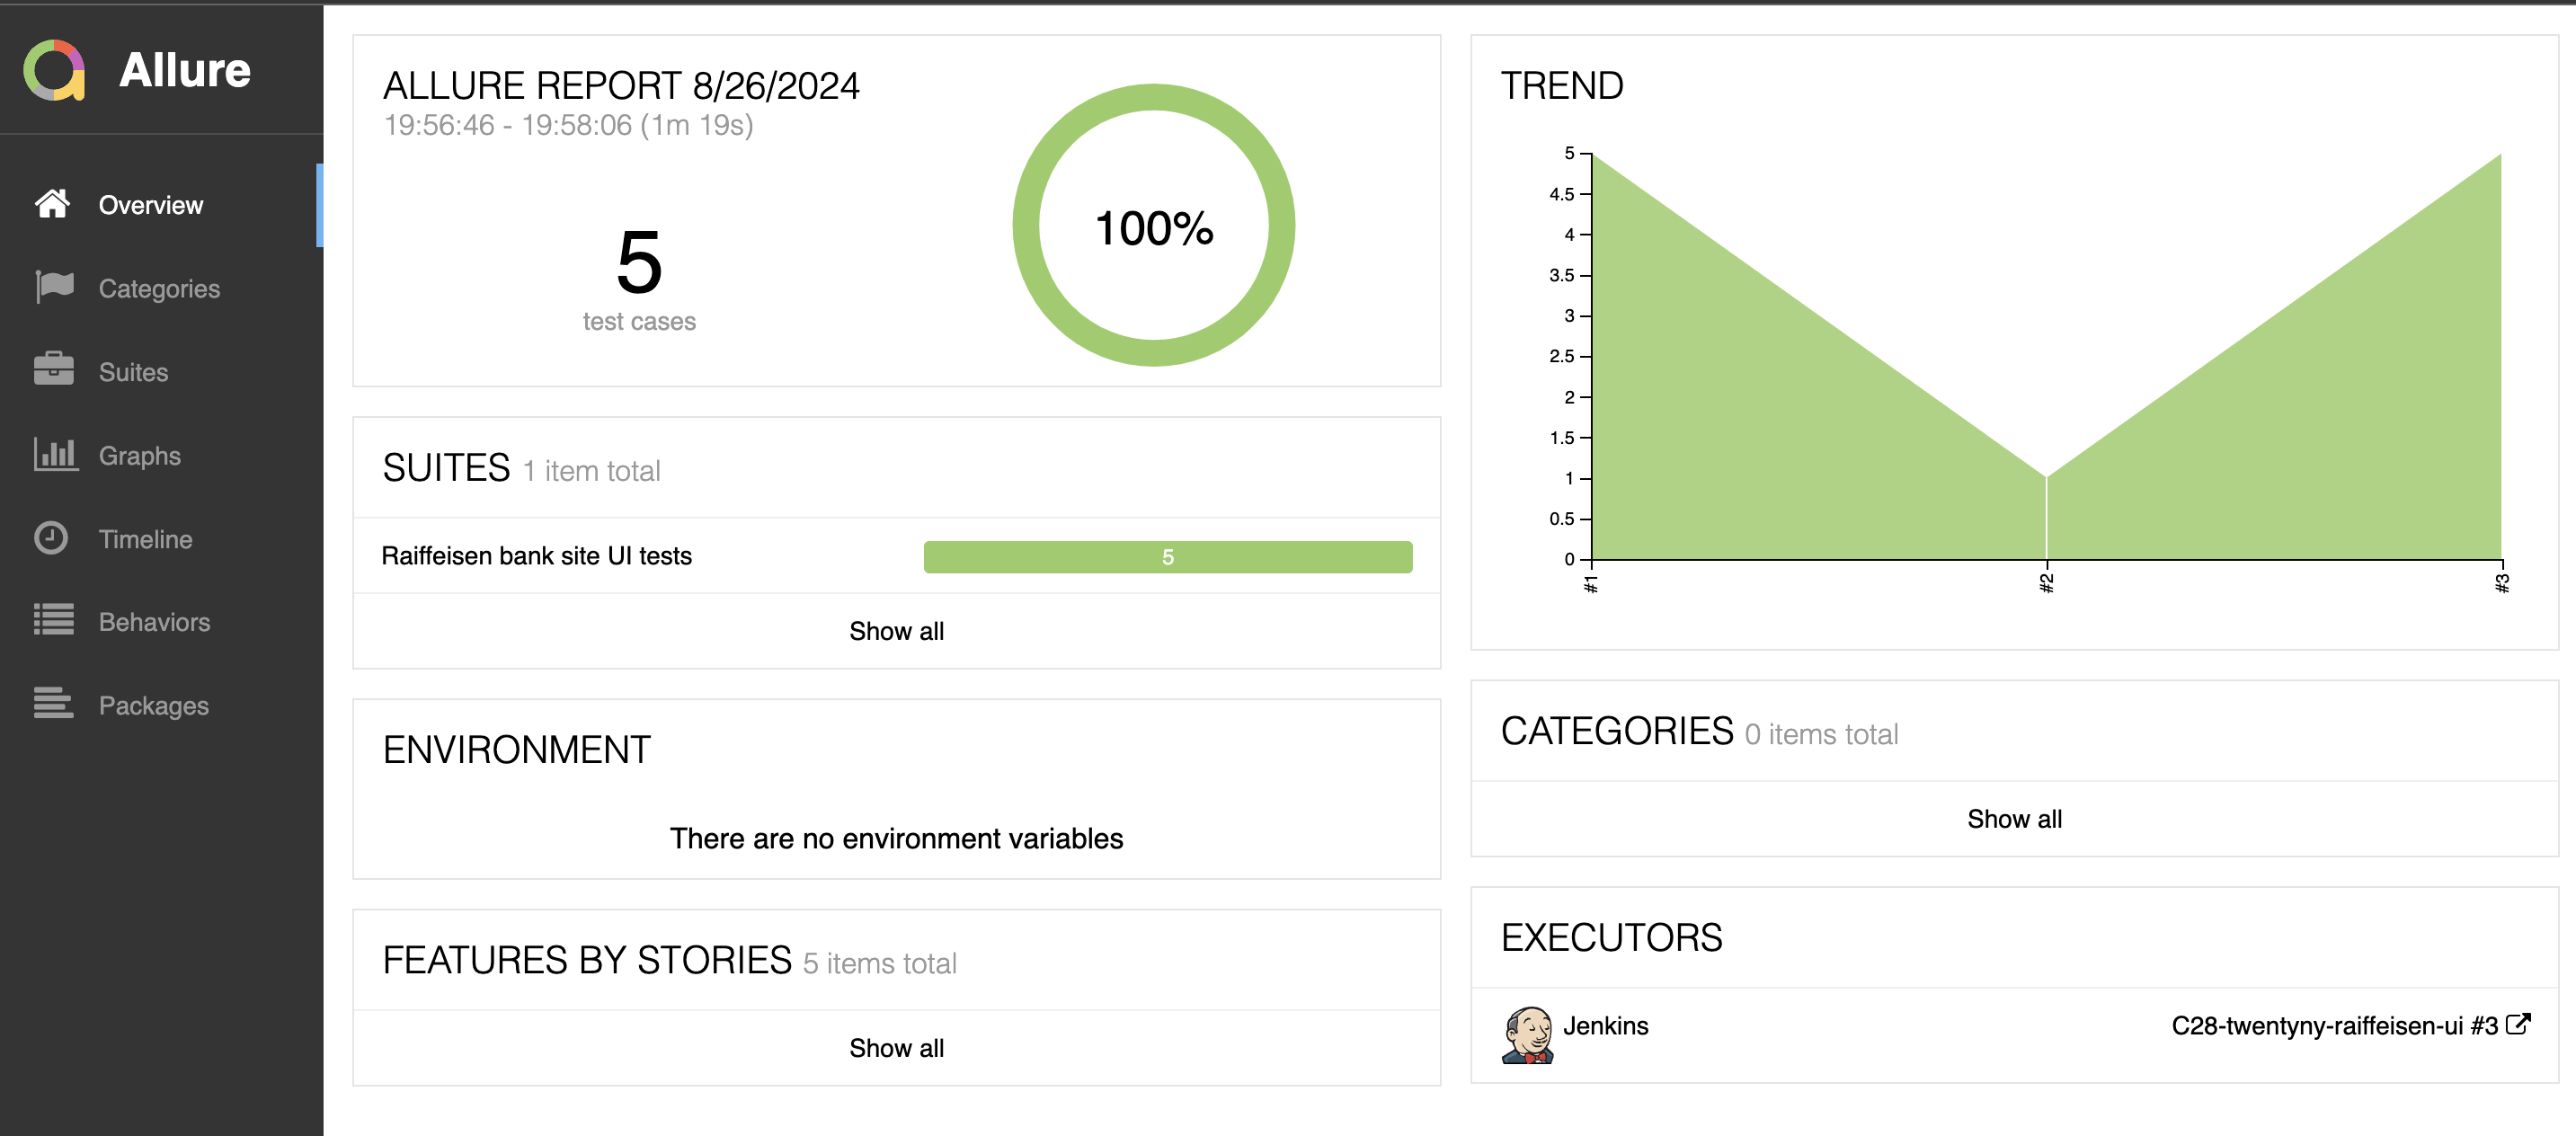 Allure
Overview
Categories
Suites
Graphs
Timeline
Behaviors
Packages
ALLURE REPORT 8/26/2024
19:56:46 - 19:58:06 (1m 19s)
5
test cases
100%
SUITES 1 item total
Raiffeisen bank site UI tests 5
Show all
ENVIRONMENT
There are no environment variables
FEATURES BY STORIES 5 items total
Show all
TREND
5
4.5
4
3.5
3
2.5
2
1.5
1
0.5
0
#1
#2
#3
CATEGORIES 0 items total
Show all
EXECUTORS
Jenkins C28-twentyny-raiffeisen-ui #3